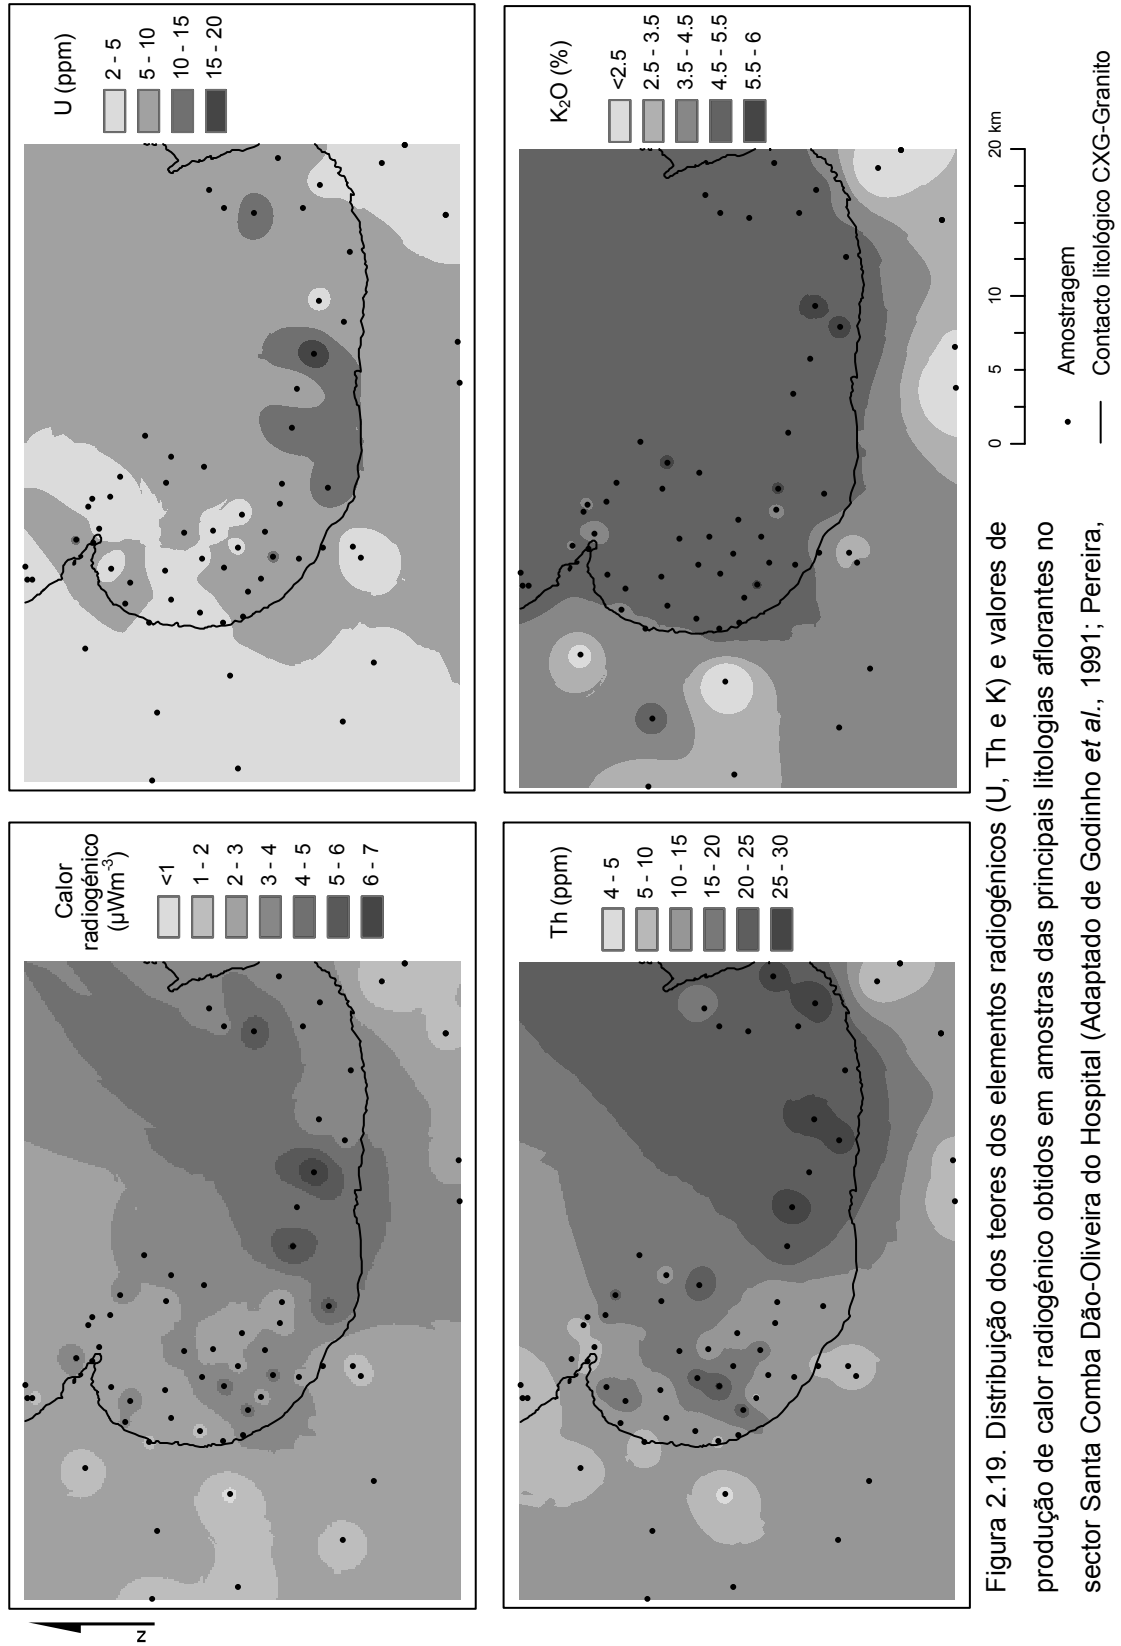 N
Calor
radiogénico
(µWm⁻³)
<1
1 - 2
2 - 3
3 - 4
4 - 5
5 - 6
6 - 7
U (ppm)
2 - 5
5 - 10
10 - 15
15 - 20
Th (ppm)
4 - 5
5 - 10
10 - 15
15 - 20
20 - 25
25 - 30
K₂O (%)
<2.5
2.5 - 3.5
3.5 - 4.5
4.5 - 5.5
5.5 - 6
0 5 10 20 km
Amostragem
Contacto litológico CXG-Granito
Figura 2.19. Distribuição dos teores dos elementos radiogénicos (U, Th e K) e valores de
produção de calor radiogénico obtidos em amostras das principais litologias aflorantes no
sector Santa Comba Dão-Oliveira do Hospital (Adaptado de Godinho et al., 1991; Pereira,